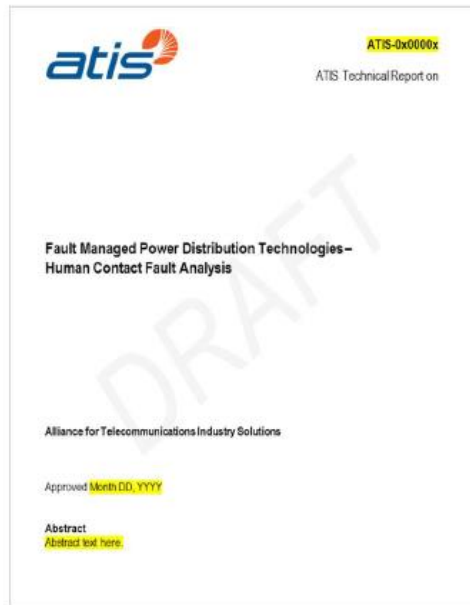 atis
ATIS-0x0000x
ATIS Technical Report on
Fault Managed Power Distribution Technologies–
Human Contact Fault Analysis
DRAFT
Alliance for Telecommunications Industry Solutions
Approved Month DD, YYYY
Abstract
Abstract text here.